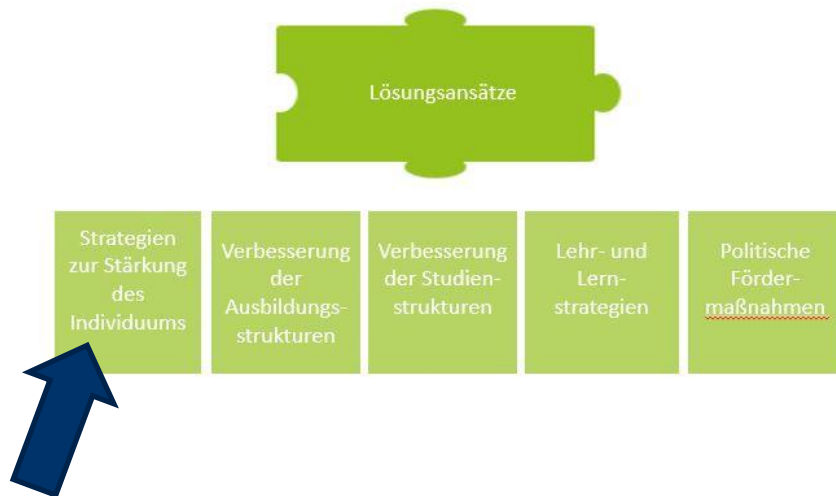 Lösungsansätze
Strategien
zur Stärkung
des
Individuums
Verbesserung
der
Ausbildungs-
strukturen
Verbesserung
der Studien-
strukturen
Lehr- und
Lern-
strategien
Politische
Förder-
maßnahmen